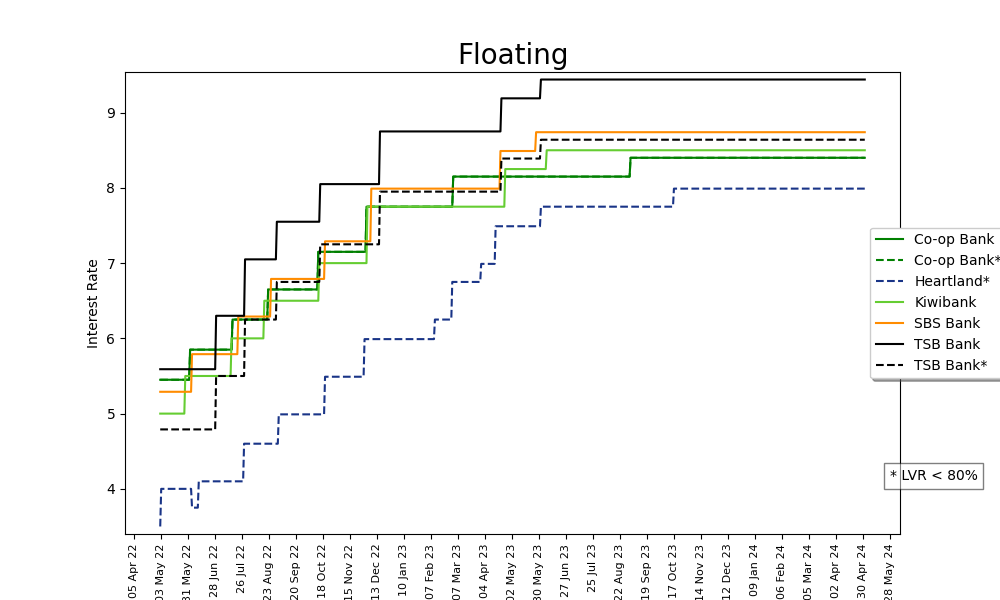 Floating
Interest Rate
9
8
7
6
5
4
Co-op Bank
Co-op Bank*
Heartland*
Kiwibank
SBS Bank
TSB Bank
TSB Bank*
* LVR < 80%
05 Apr 22
03 May 22
31 May 22
28 Jun 22
26 Jul 22
23 Aug 22
20 Sep 22
18 Oct 22
15 Nov 22
13 Dec 22
10 Jan 23
07 Feb 23
07 Mar 23
04 Apr 23
02 May 23
30 May 23
27 Jun 23
25 Jul 23
22 Aug 23
19 Sep 23
17 Oct 23
14 Nov 23
12 Dec 23
09 Jan 24
06 Feb 24
05 Mar 24
02 Apr 24
30 Apr 24
28 May 24